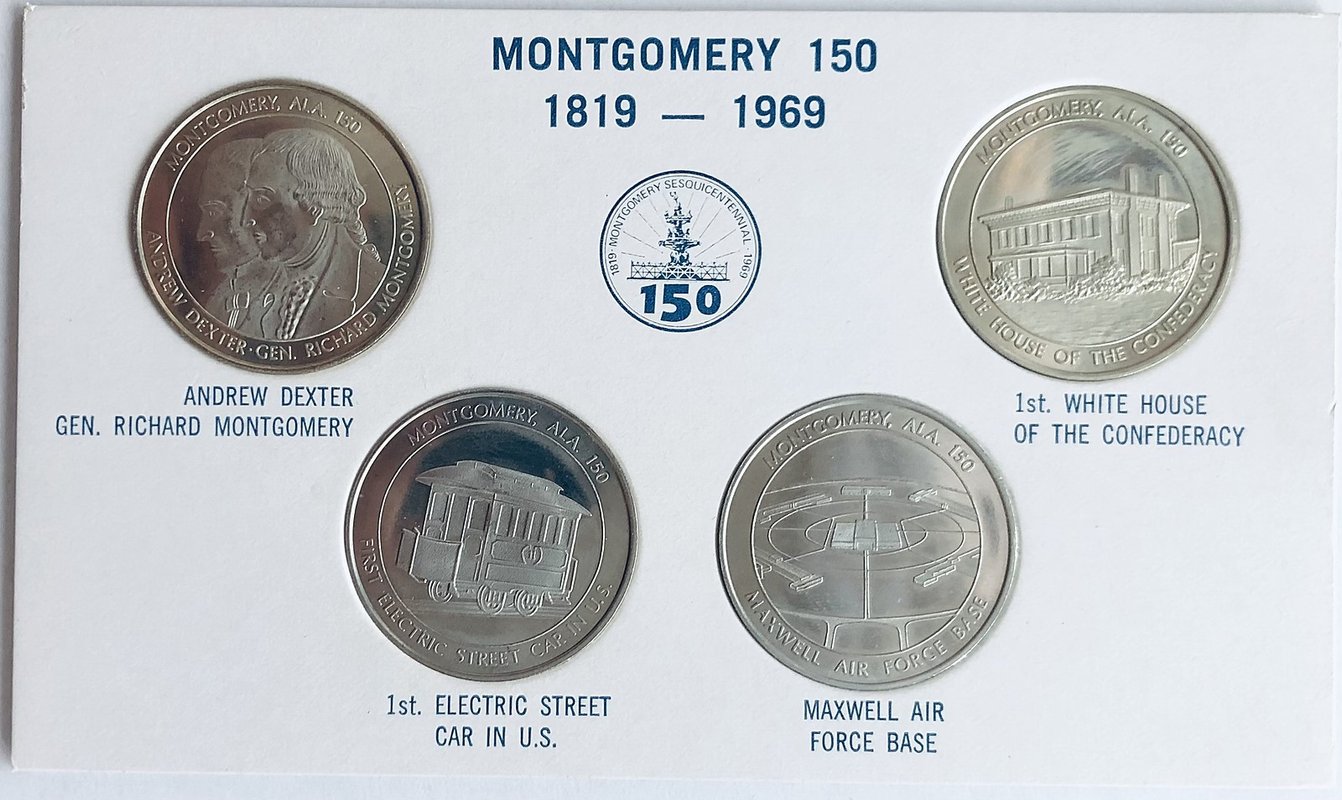 MONTGOMERY 150
1819 — 1969
MONTGOMERY, ALA. 150
ANDREW DEXTER · GEN. RICHARD MONTGOMERY
ANDREW DEXTER
GEN. RICHARD MONTGOMERY
1819 · MONTGOMERY SESQUICENTENNIAL · 1969
150
MONTGOMERY, ALA. 150
WHITE HOUSE OF THE CONFEDERACY
1st. WHITE HOUSE
OF THE CONFEDERACY
MONTGOMERY, ALA. 150
FIRST ELECTRIC STREET CAR IN U.S.
1st. ELECTRIC STREET
CAR IN U.S.
MONTGOMERY, ALA. 150
MAXWELL AIR FORCE BASE
MAXWELL AIR
FORCE BASE